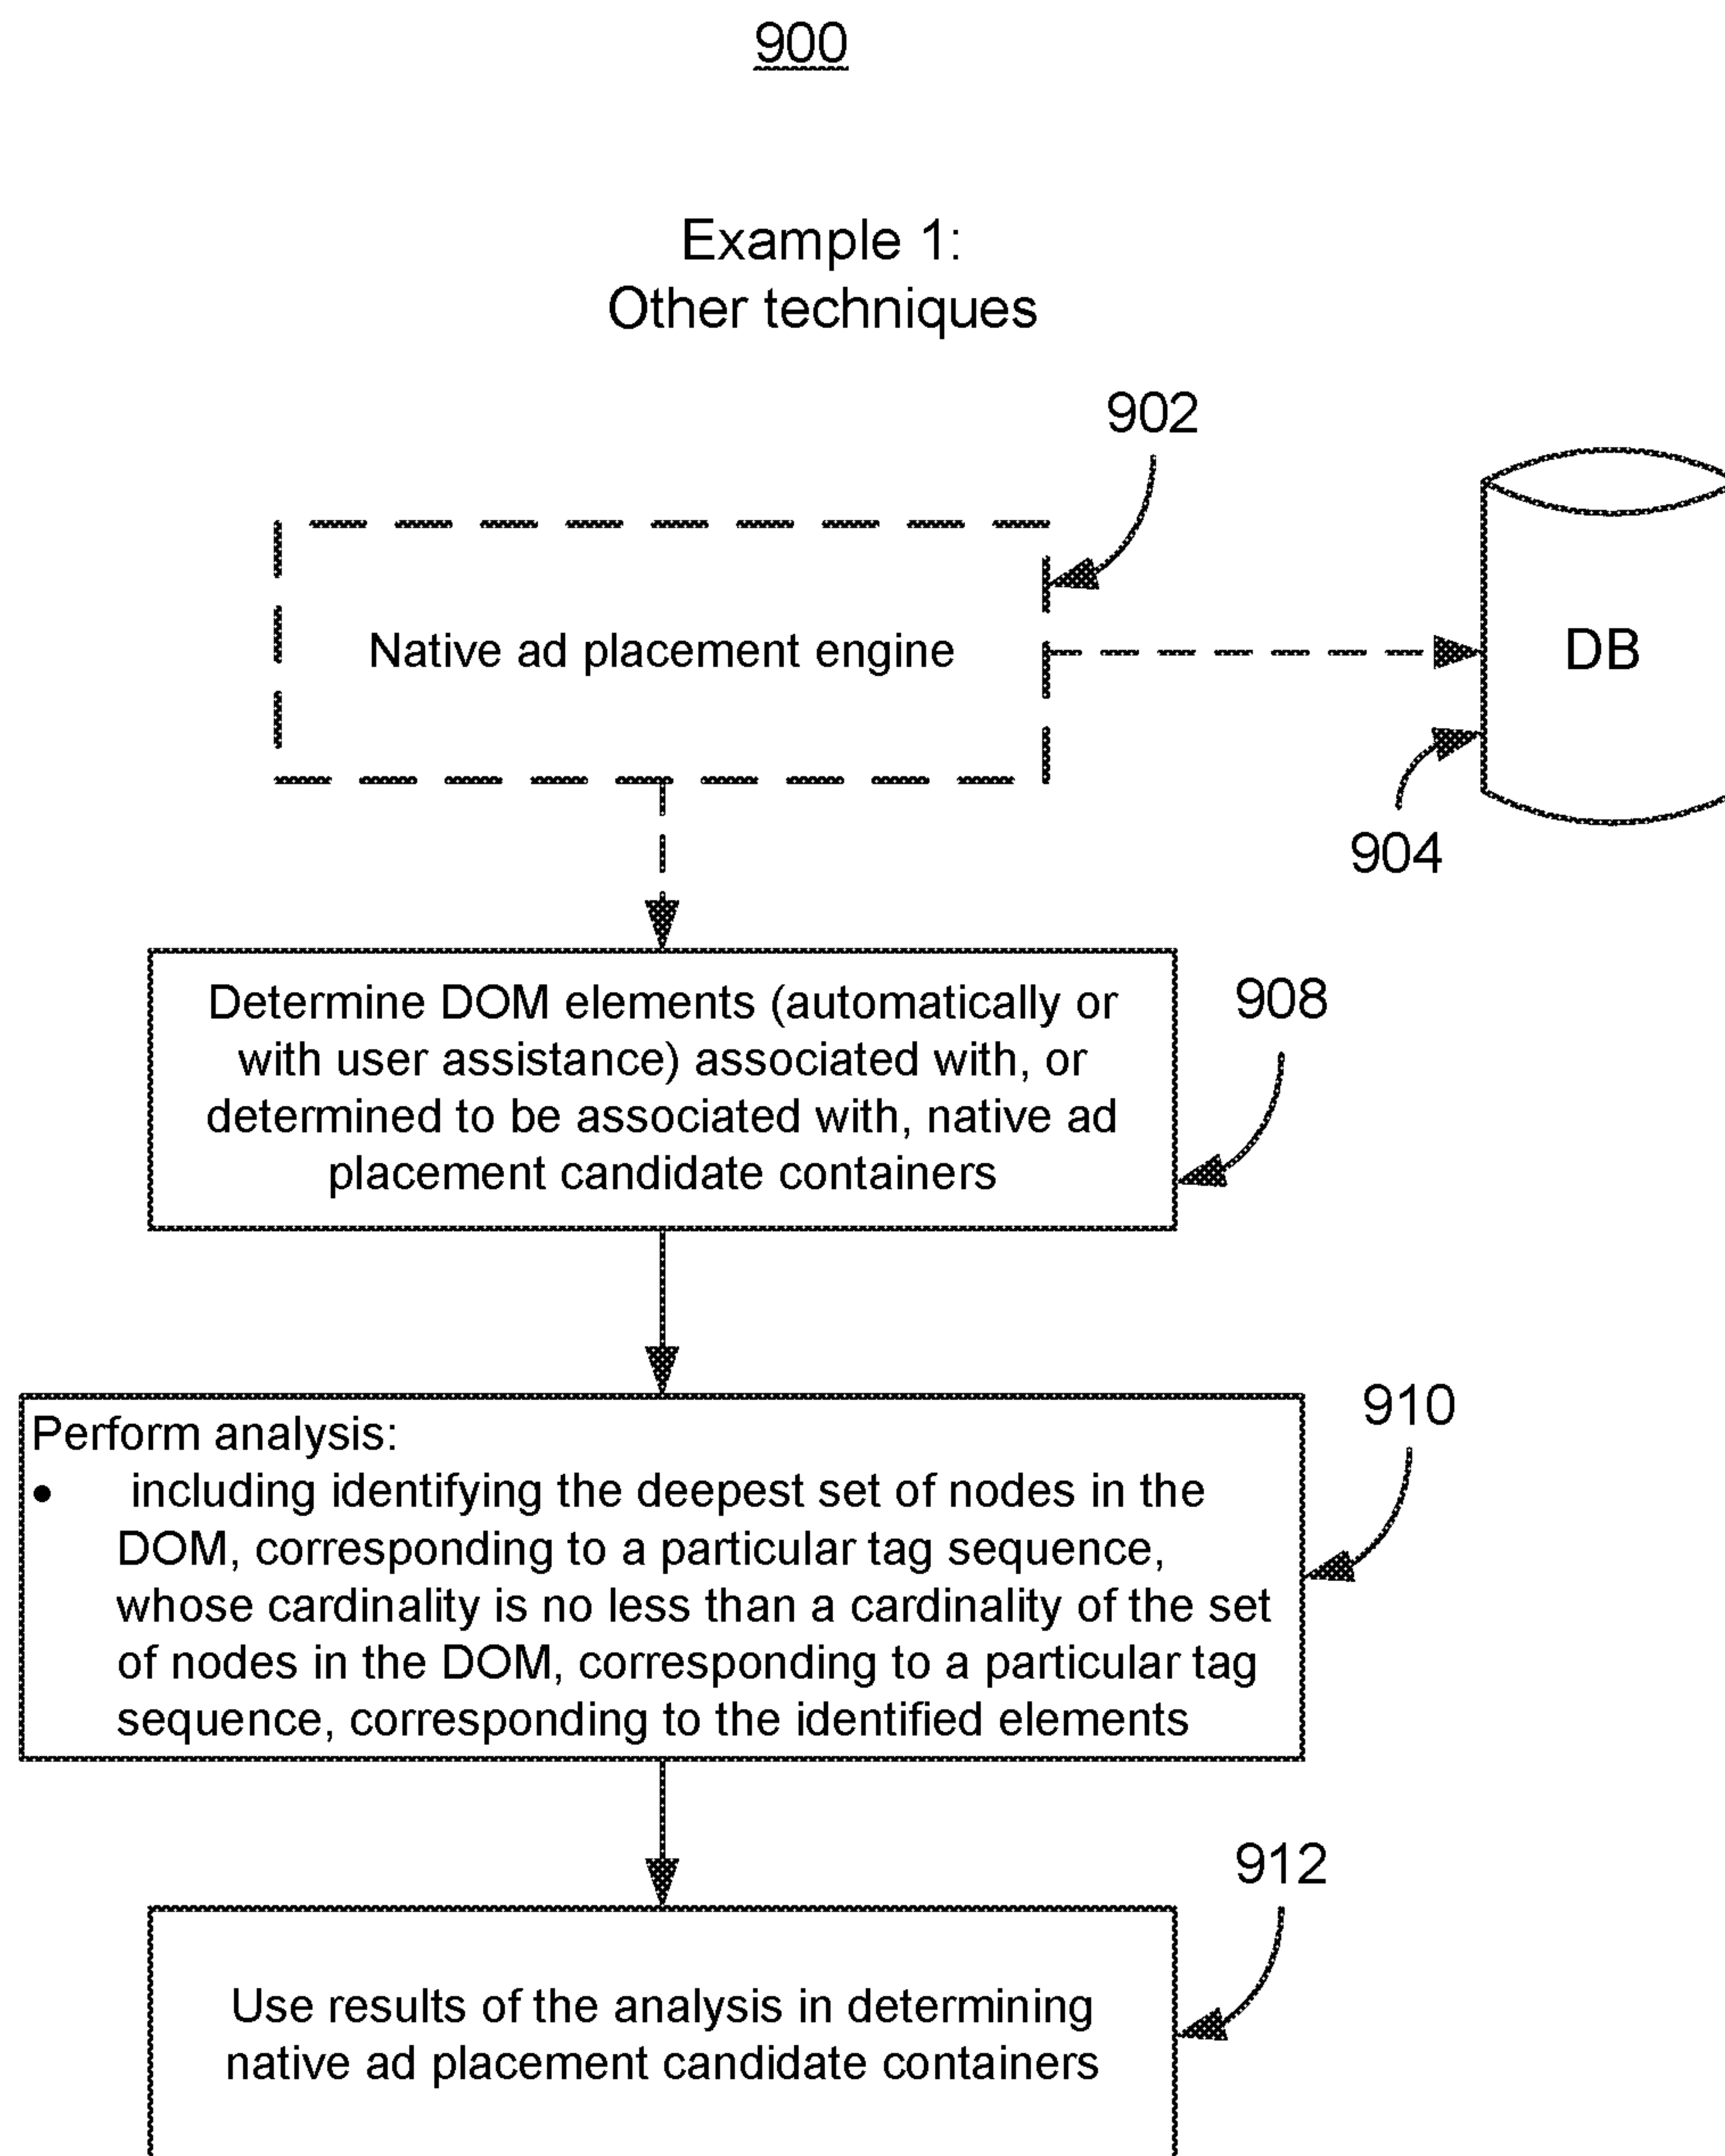 900
Example 1:
Other techniques
902
Native ad placement engine
DB
904
Determine DOM elements (automatically or
with user assistance) associated with, or
determined to be associated with, native ad
placement candidate containers
908
Perform analysis:
• including identifying the deepest set of nodes in the
DOM, corresponding to a particular tag sequence,
whose cardinality is no less than a cardinality of the set
of nodes in the DOM, corresponding to a particular tag
sequence, corresponding to the identified elements
910
912
Use results of the analysis in determining
native ad placement candidate containers